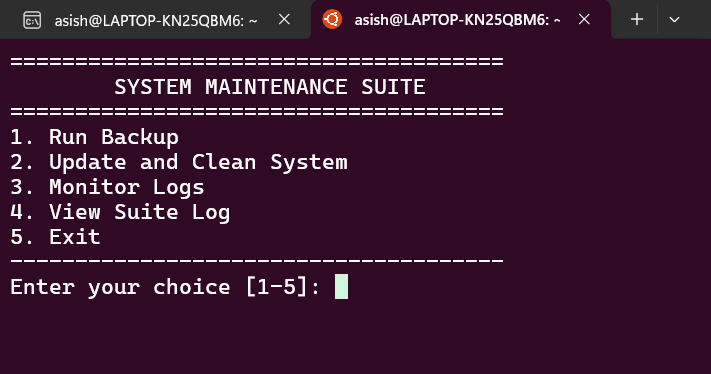 asish@LAPTOP-KN25QBM6: ~
asish@LAPTOP-KN25QBM6: ~
======================================
SYSTEM MAINTENANCE SUITE
======================================
1. Run Backup
2. Update and Clean System
3. Monitor Logs
4. View Suite Log
5. Exit
--------------------------------------
Enter your choice [1-5]: